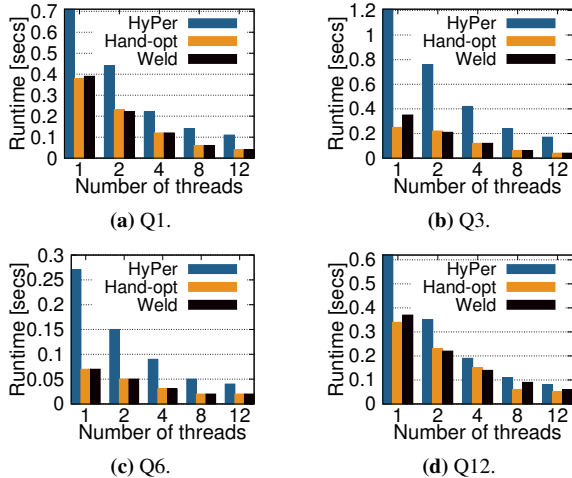 Runtime [secs]
0.7
0.6
0.5
0.4
0.3
0.2
0.1
0
HyPer
Hand-opt
Weld
1 2 4 8 12
Number of threads
(a) Q1.
Runtime [secs]
1.2
1
0.8
0.6
0.4
0.2
0
HyPer
Hand-opt
Weld
1 2 4 8 12
Number of threads
(b) Q3.
Runtime [secs]
0.3
0.25
0.2
0.15
0.1
0.05
0
HyPer
Hand-opt
Weld
1 2 4 8 12
Number of threads
(c) Q6.
Runtime [secs]
0.6
0.5
0.4
0.3
0.2
0.1
0
HyPer
Hand-opt
Weld
1 2 4 8 12
Number of threads
(d) Q12.